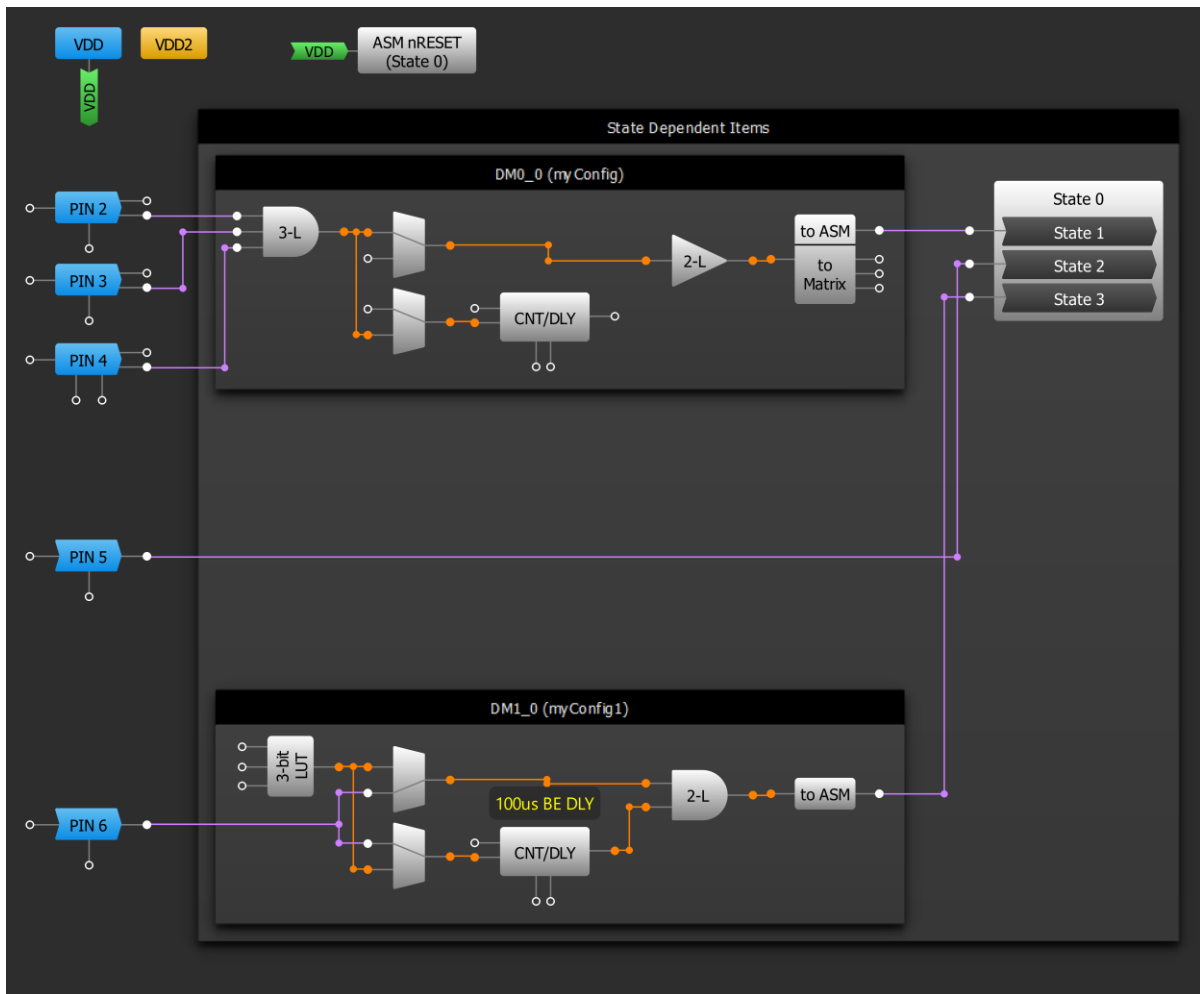 VDD
VDD2
VDD
ASM nRESET
(State 0)
VDD
State Dependent Items
DM0_0 (myConfig)
PIN 2
3-L
to ASM
to
Matrix
State 0
State 1
State 2
State 3
2-L
PIN 3
CNT/DLY
PIN 4
PIN 5
DM1_0 (myConfig1)
3-bit
LUT
100us BE DLY
2-L
to ASM
PIN 6
CNT/DLY